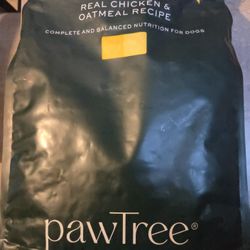 REAL CHICKEN &
OATMEAL RECIPE
COMPLETE AND BALANCED NUTRITION FOR DOGS
pawTree®